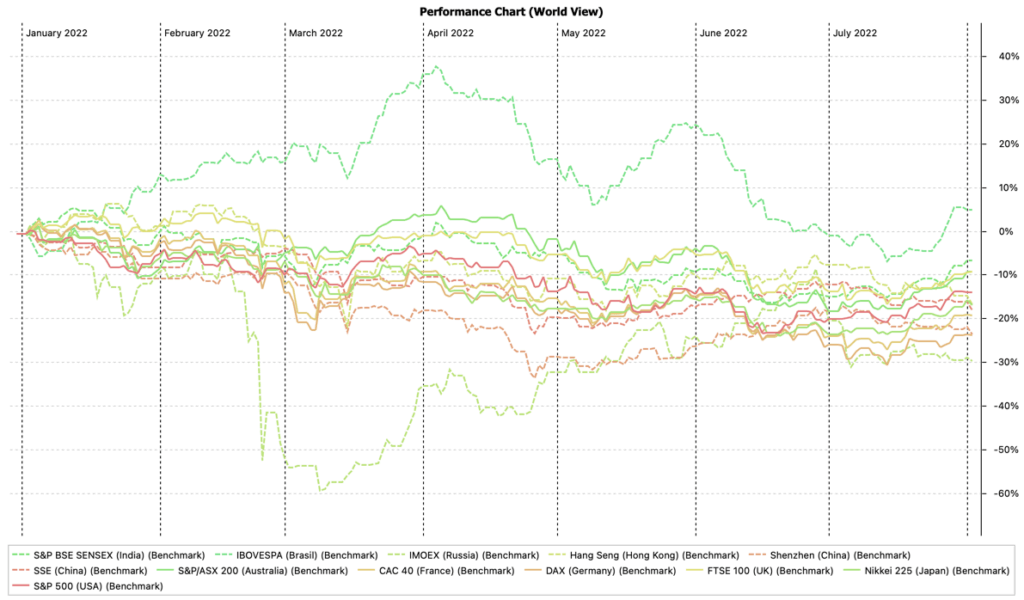 Performance Chart (World View)
January 2022 February 2022 March 2022 April 2022 May 2022 June 2022 July 2022
40%
30%
20%
10%
0%
-10%
-20%
-30%
-40%
-50%
-60%
S&P BSE SENSEX (India) (Benchmark) IBOVESPA (Brasil) (Benchmark) IMOEX (Russia) (Benchmark) Hang Seng (Hong Kong) (Benchmark) Shenzhen (China) (Benchmark)
SSE (China) (Benchmark) S&P/ASX 200 (Australia) (Benchmark) CAC 40 (France) (Benchmark) DAX (Germany) (Benchmark) FTSE 100 (UK) (Benchmark) Nikkei 225 (Japan) (Benchmark)
S&P 500 (USA) (Benchmark)